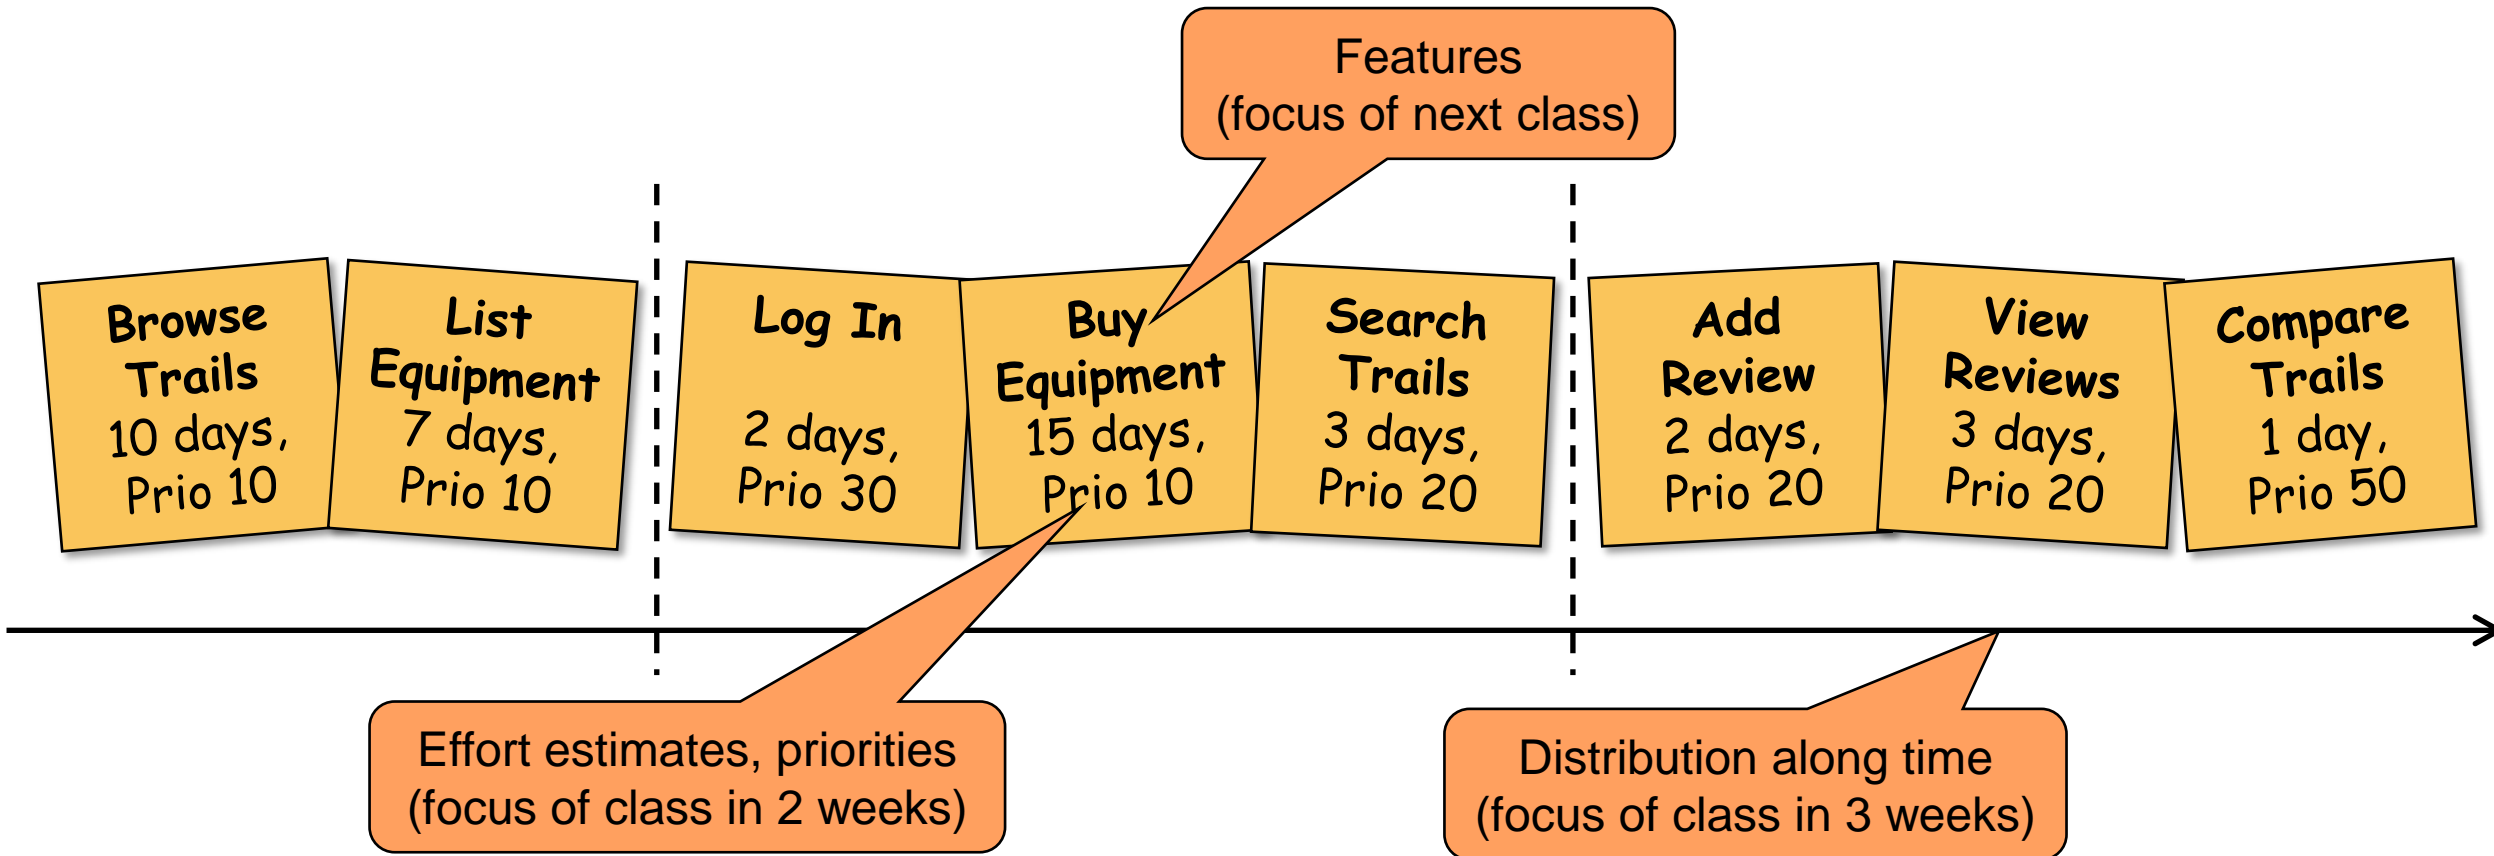 Features
(focus of next class)
Browse
Trails
10 days,
Prio 10
List
Equipment
7 days,
Prio 10
Log In
2 days,
Prio 30
Buy
Equipment
15 days,
Prio 10
Search
Trails
3 days,
Prio 20
Add
Review
2 days,
Prio 20
View
Reviews
3 days,
Prio 20
Compare
Trails
1 day,
Prio 50
Effort estimates, priorities
(focus of class in 2 weeks)
Distribution along time
(focus of class in 3 weeks)